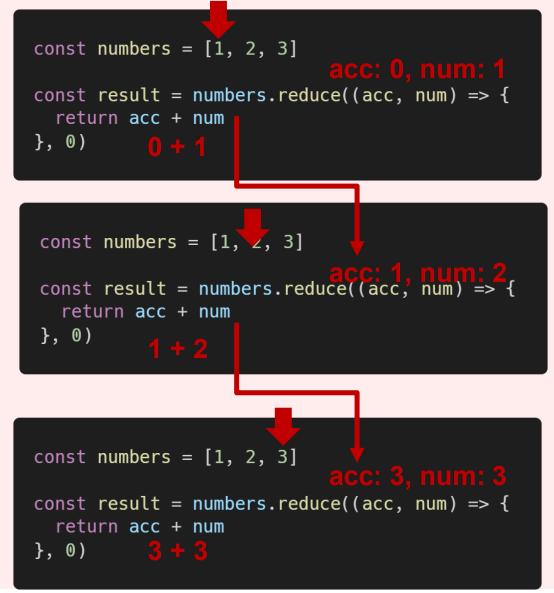 const numbers = [1, 2, 3]
acc: 0, num: 1
const result = numbers.reduce((acc, num) => {
return acc + num
}, 0)
0 + 1
const numbers = [1, 2, 3]
acc: 1, num: 2
const result = numbers.reduce((acc, num) => {
return acc + num
}, 0)
1 + 2
const numbers = [1, 2, 3]
acc: 3, num: 3
const result = numbers.reduce((acc, num) => {
return acc + num
}, 0)
3 + 3